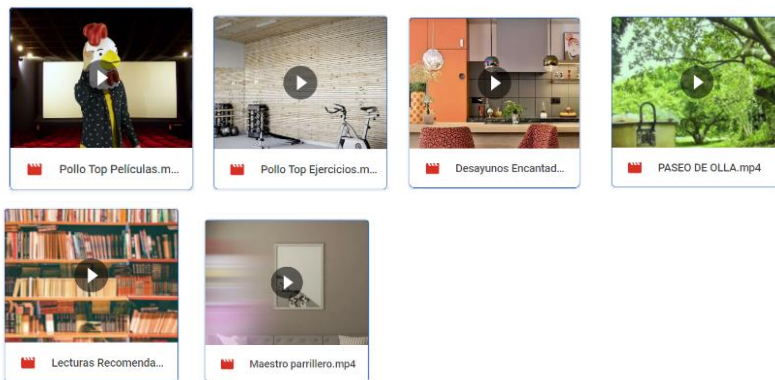 Pollo Top Películas.m...
Pollo Top Ejercicios.m...
Desayunos Encantad...
PASEO DE OLLA.mp4
Lecturas Recomenda...
Maestro parrillero.mp4